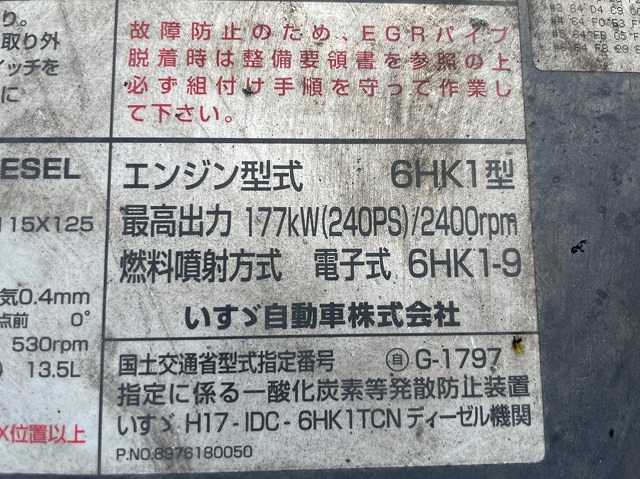 り。
取り外
ッチを
に
故障防止のため、EGRパイプ
脱着時は整備要領書を参照の上
必ず組付け手順を守って作業し
て下さい。
ESEL
115X125
気0.4mm
点前 0°
530rpm
13.5L
X位置以上
エンジン型式 6HK1型
最高出力 177kW(240PS)/2400rpm
燃料噴射方式 電子式 6HK1-9
いすゞ自動車株式会社
国土交通省型式指定番号 自 G-1797
指定に係る一酸化炭素等発散防止装置
いすゞ H17-IDC-6HK1TCN ディーゼル機関
P.NO.8976180050